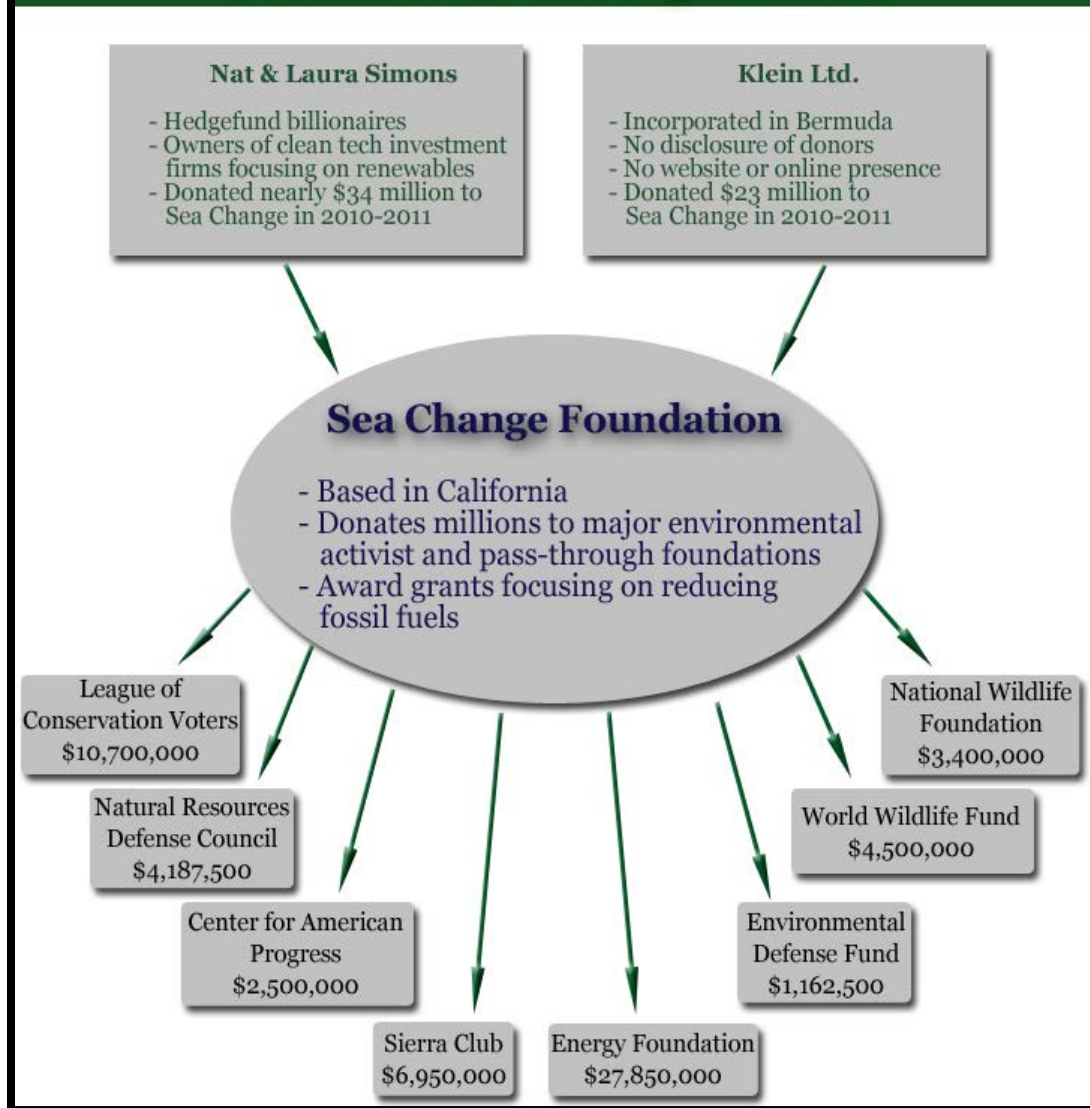 Nat & Laura Simons
- Hedgefund billionaires
- Owners of clean tech investment
firms focusing on renewables
- Donated nearly $34 million to
Sea Change in 2010-2011
Klein Ltd.
- Incorporated in Bermuda
- No disclosure of donors
- No website or online presence
- Donated $23 million to
Sea Change in 2010-2011
Sea Change Foundation
- Based in California
- Donates millions to major environmental
activist and pass-through foundations
- Award grants focusing on reducing
fossil fuels
League of
Conservation Voters
$10,700,000
Natural Resources
Defense Council
$4,187,500
Center for American
Progress
$2,500,000
Sierra Club
$6,950,000
Energy Foundation
$27,850,000
Environmental
Defense Fund
$1,162,500
World Wildlife Fund
$4,500,000
National Wildlife
Foundation
$3,400,000